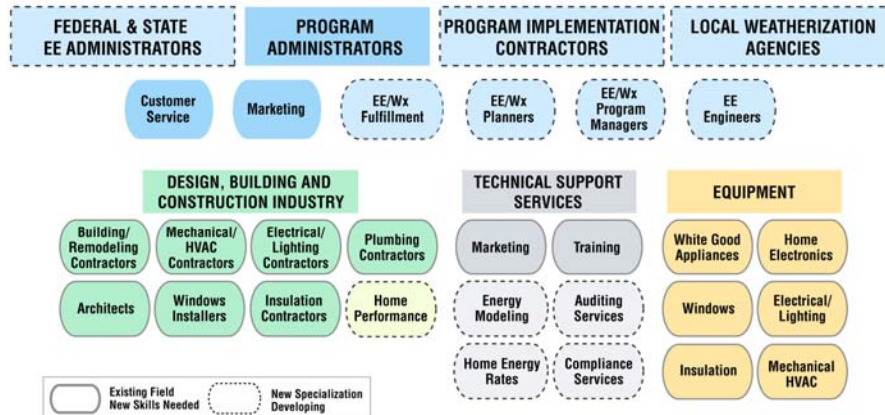 FEDERAL & STATE
EE ADMINISTRATORS
PROGRAM
ADMINISTRATORS
PROGRAM IMPLEMENTATION
CONTRACTORS
LOCAL WEATHERIZATION
AGENCIES
Customer
Service
Marketing
EE/Wx
Fulfillment
EE/Wx
Planners
EE/Wx
Program
Managers
EE
Engineers
DESIGN, BUILDING AND
CONSTRUCTION INDUSTRY
Building/
Remodeling
Contractors
Mechanical/
HVAC
Contractors
Electrical/
Lighting
Contractors
Plumbing
Contractors
Architects
Windows
Installers
Insulation
Contractors
Home
Performance
TECHNICAL SUPPORT
SERVICES
Marketing
Training
Energy
Modeling
Auditing
Services
Home Energy
Rates
Compliance
Services
EQUIPMENT
White Good
Appliances
Home
Electronics
Windows
Electrical/
Lighting
Insulation
Mechanical
HVAC
Existing Field
New Skills Needed
New Specialization
Developing